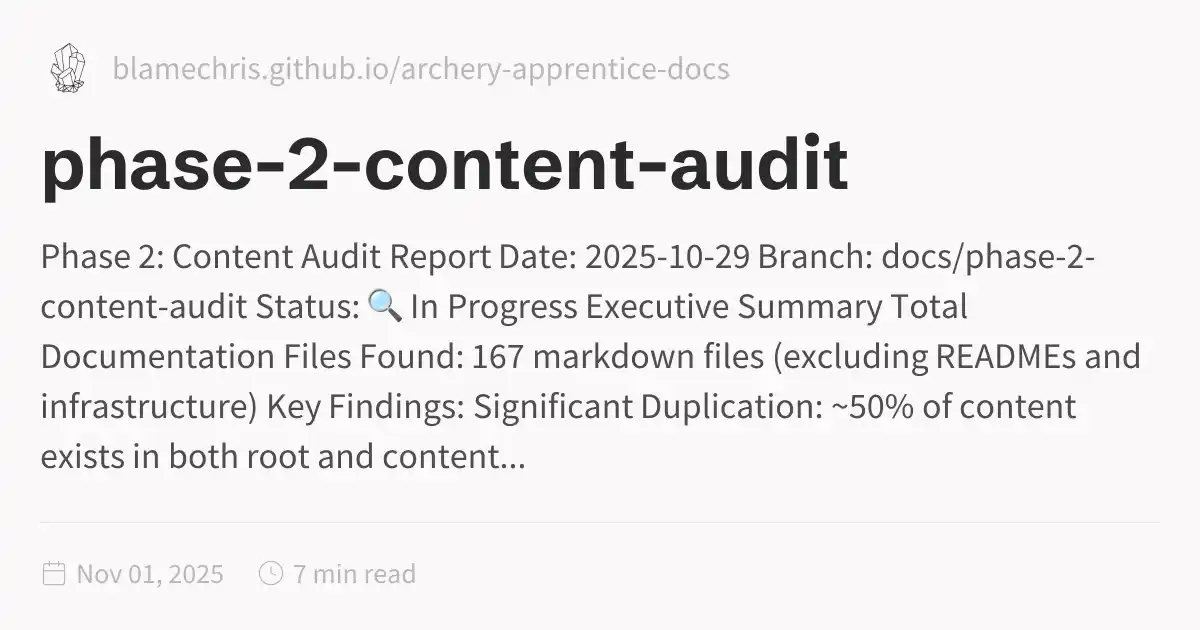 blamechris.github.io/archery-apprentice-docs
phase-2-content-audit
Phase 2: Content Audit Report Date: 2025-10-29 Branch: docs/phase-2-
content-audit Status: 🔍 In Progress Executive Summary Total
Documentation Files Found: 167 markdown files (excluding READMEs and
infrastructure) Key Findings: Significant Duplication: ~50% of content
exists in both root and content...
Nov 01, 2025 7 min read